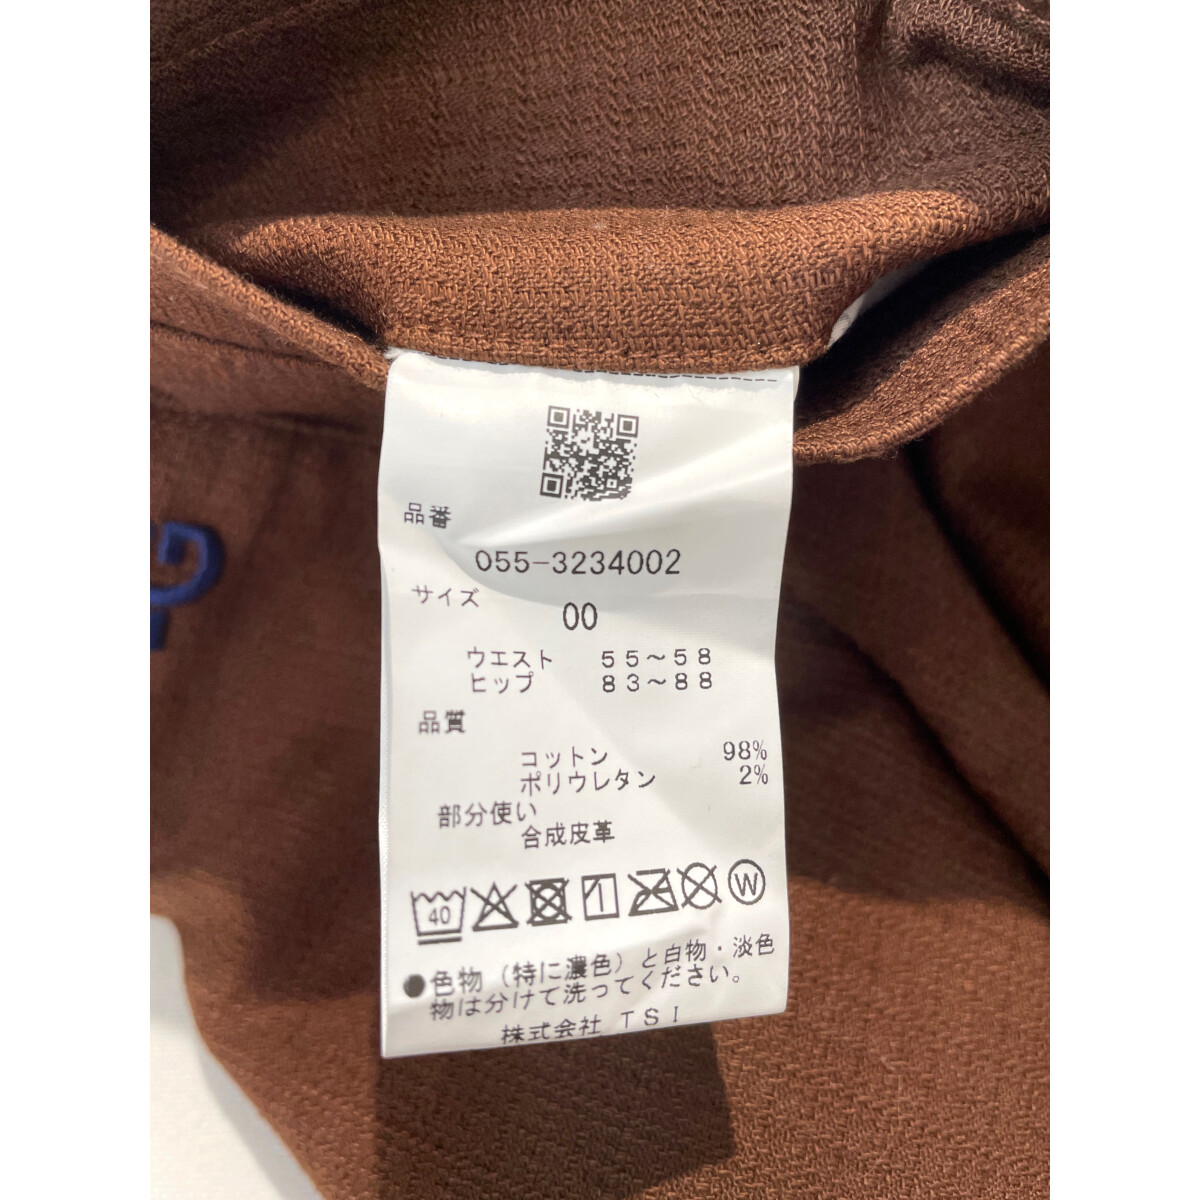 品番
055-3234002
サイズ
00
ウエスト 55～58
ヒップ 83～88
品質
コットン 98%
ポリウレタン 2%
部分使い
合成皮革
40
W
●色物（特に濃色）と白物・淡色
物は分けて洗ってください。
株式会社 TSI
G